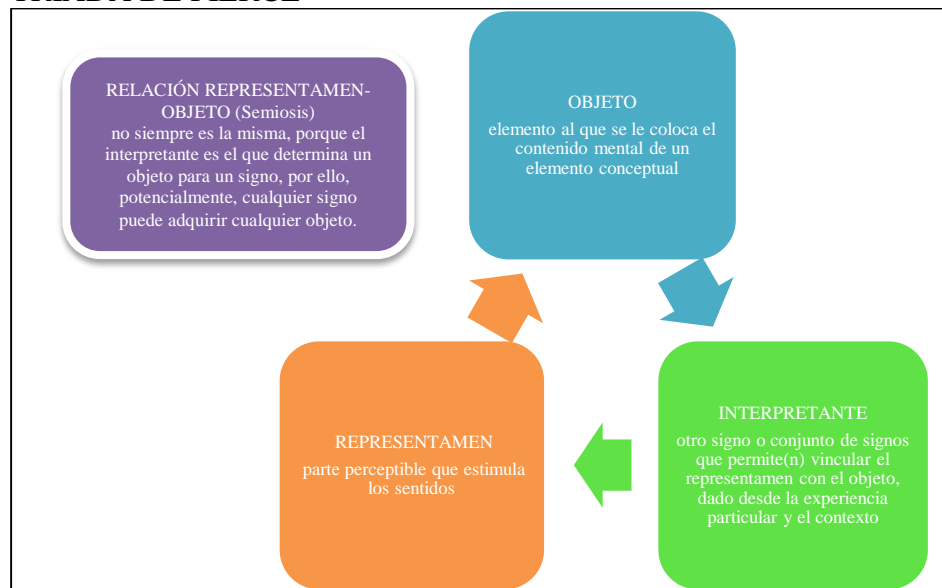 TRIADA DE PIERCE
RELACIÓN REPRESENTAMEN-
OBJETO (Semiosis)
no siempre es la misma, porque el
interpretante es el que determina un
objeto para un signo, por ello,
potencialmente, cualquier signo
puede adquirir cualquier objeto.
OBJETO
elemento al que se le coloca el
contenido mental de un
elemento conceptual
REPRESENTAMEN
parte perceptible que estimula
los sentidos
INTERPRETANTE
otro signo o conjunto de signos
que permite(n) vincular el
representamen con el objeto,
dado desde la experiencia
particular y el contexto